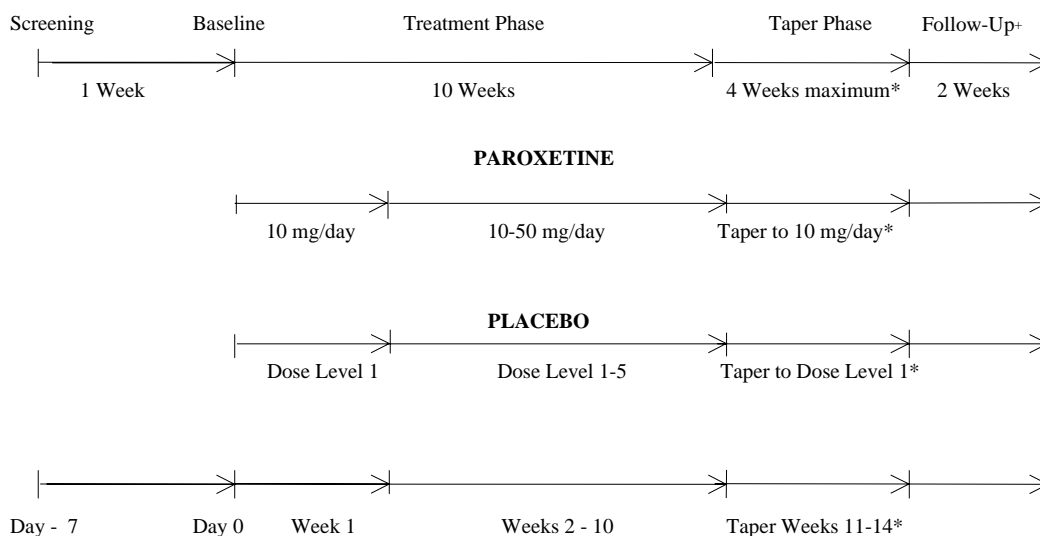 Screening Baseline Treatment Phase Taper Phase Follow-Up+
1 Week 10 Weeks 4 Weeks maximum* 2 Weeks
PAROXETINE
10 mg/day 10-50 mg/day Taper to 10 mg/day*
PLACEBO
Dose Level 1 Dose Level 1-5 Taper to Dose Level 1*
Day - 7 Day 0 Week 1 Weeks 2 - 10 Taper Weeks 11-14*